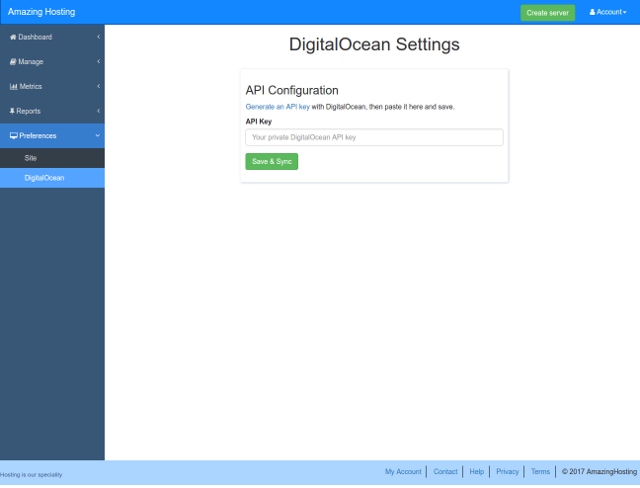 Amazing Hosting
Create server
Account
Dashboard
Manage
Metrics
Reports
Preferences
Site
DigitalOcean
DigitalOcean Settings
API Configuration
Generate an API key with DigitalOcean, then paste it here and save.
API Key
Your private DigitalOcean API key
Save & Sync
Hosting is our speciality
My Account | Contact | Help | Privacy | Terms | © 2017 AmazingHosting